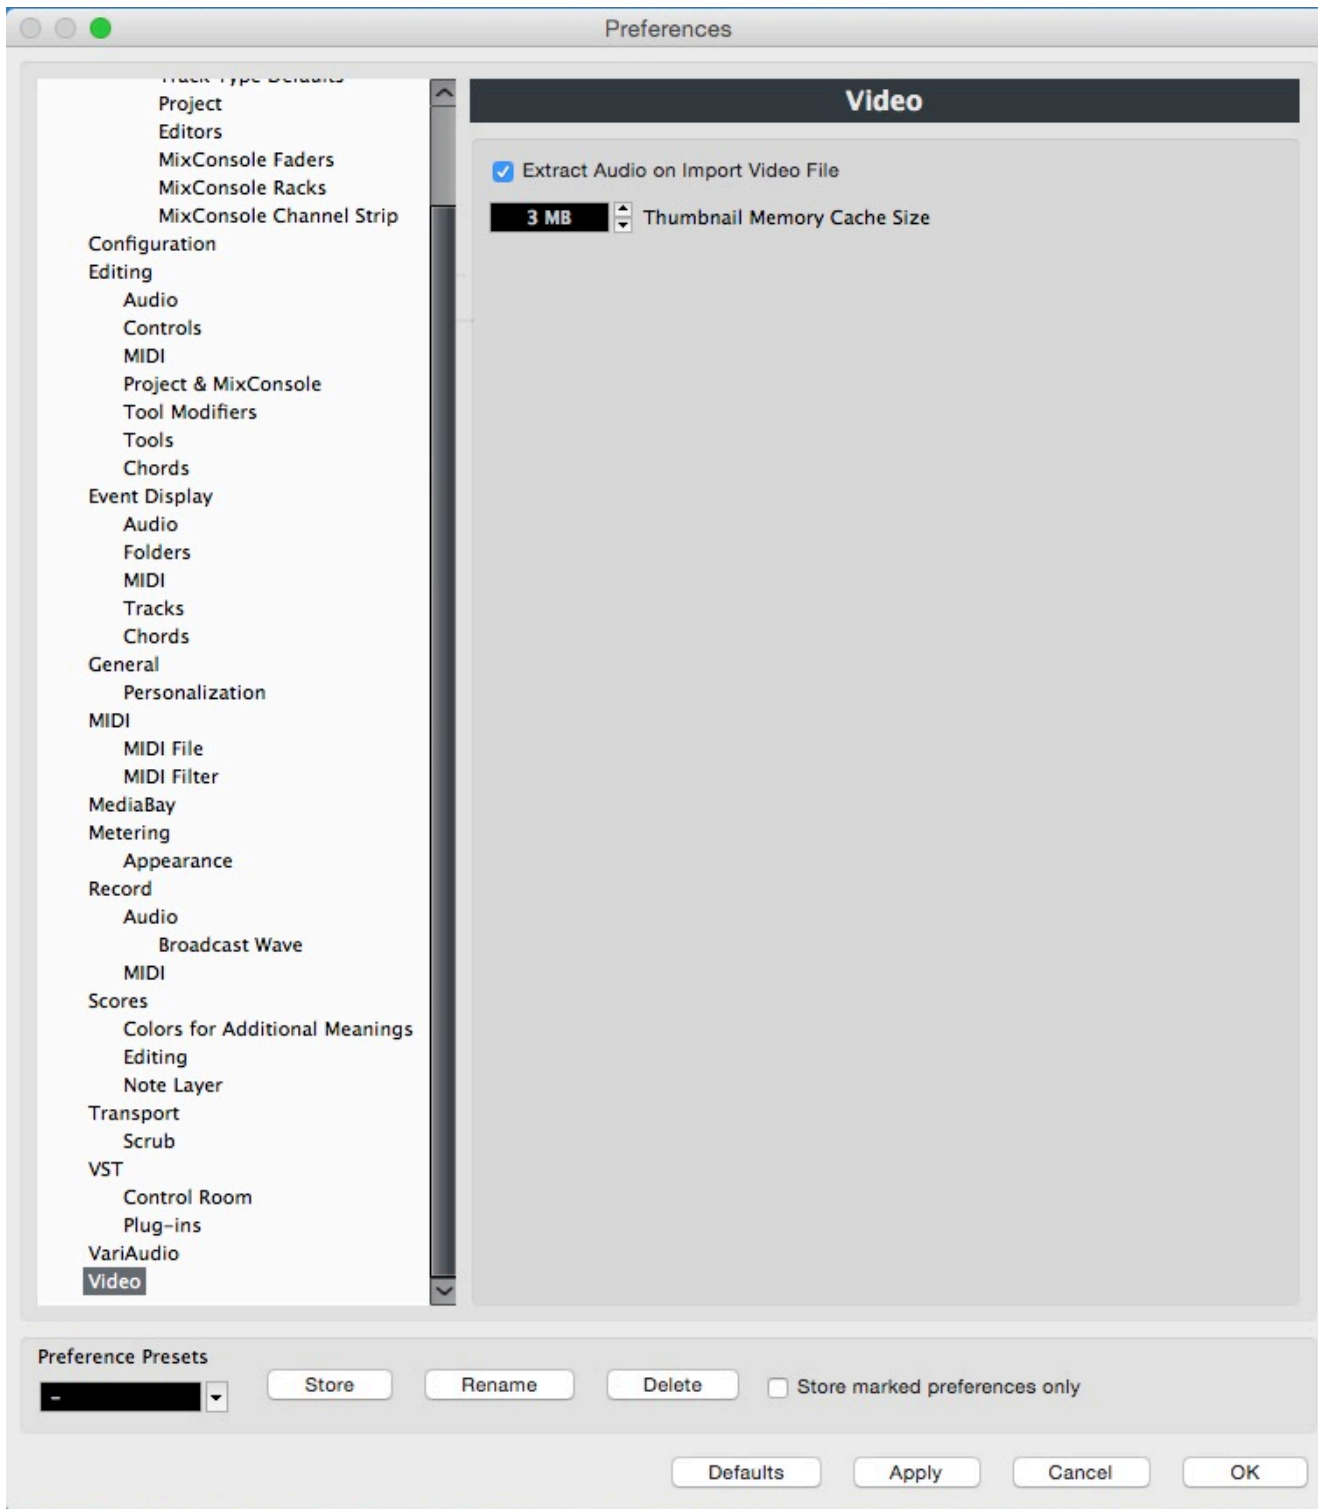 Preferences
Track Type Defaults
Project
Editors
MixConsole Faders
MixConsole Racks
MixConsole Channel Strip
Configuration
Editing
Audio
Controls
MIDI
Project & MixConsole
Tool Modifiers
Tools
Chords
Event Display
Audio
Folders
MIDI
Tracks
Chords
General
Personalization
MIDI
MIDI File
MIDI Filter
MediaBay
Metering
Appearance
Record
Audio
Broadcast Wave
MIDI
Scores
Colors for Additional Meanings
Editing
Note Layer
Transport
Scrub
VST
Control Room
Plug-ins
VariAudio
Video
Video
Extract Audio on Import Video File
3 MB Thumbnail Memory Cache Size
Preference Presets
– Store Rename Delete Store marked preferences only
Defaults Apply Cancel OK